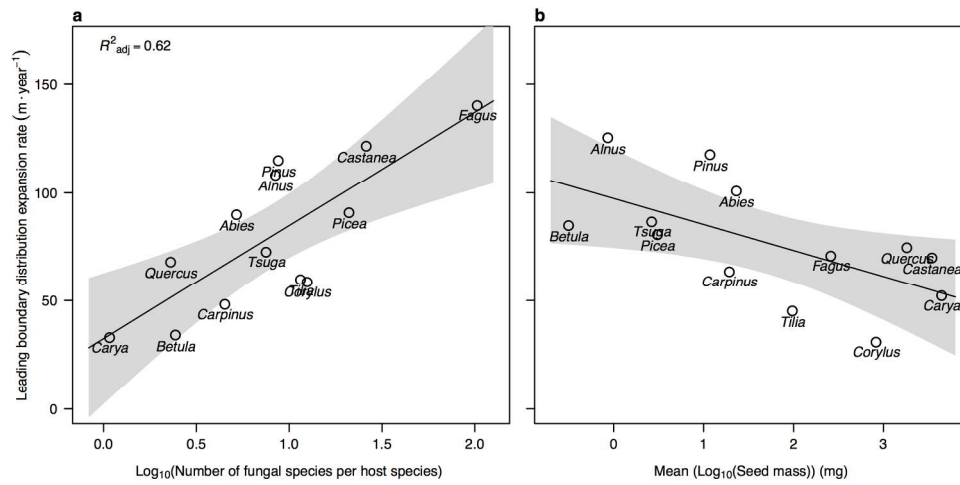 a
R²adj = 0.62
Leading boundary distribution expansion rate (m · year⁻¹)
150
100
50
0
Fagus
Castanea
Pinus
Alnus
Picea
Abies
Tsuga
Quercus
Tilia
Corylus
Carpinus
Betula
Carya
0.0
0.5
1.0
1.5
2.0
Log₁₀(Number of fungal species per host species)
b
Alnus
Pinus
Abies
Betula
Tsuga
Picea
Quercus
Castanea
Fagus
Carpinus
Carya
Tilia
Corylus
0
1
2
3
Mean (Log₁₀(Seed mass)) (mg)